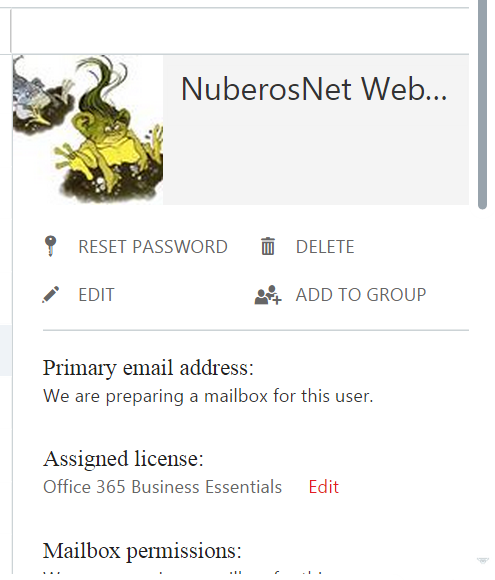 NuberosNet Web...
RESET PASSWORD
DELETE
EDIT
ADD TO GROUP
Primary email address:
We are preparing a mailbox for this user.
Assigned license:
Office 365 Business Essentials Edit
Mailbox permissions: